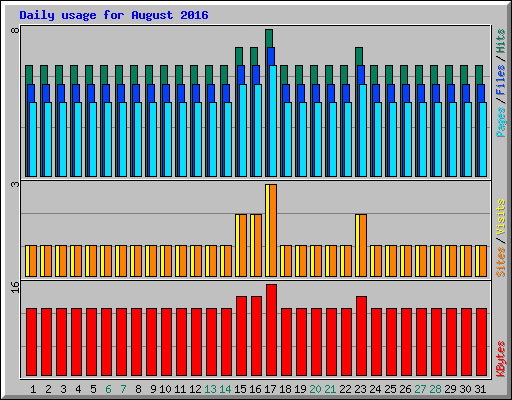 Daily usage for August 2016
8
Pages / Files / Hits
3
Sites / Visits
16
KBytes
1 2 3 4 5 6 7 8 9 10 11 12 13 14 15 16 17 18 19 20 21 22 23 24 25 26 27 28 29 30 31